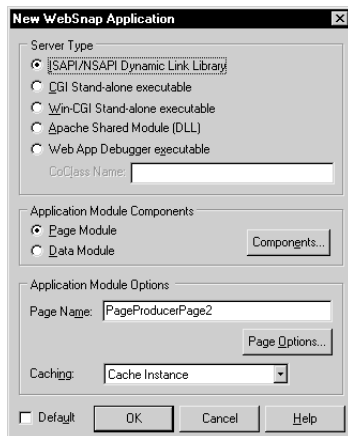 New WebSnap Application
Server Type
ISAPI/NSAPI Dynamic Link Library
CGI Stand-alone executable
Win-CGI Stand-alone executable
Apache Shared Module (DLL)
Web App Debugger executable
CoClass Name:
Application Module Components
Page Module
Data Module
Components...
Application Module Options
Page Name: PageProducerPage2
Page Options...
Caching: Cache Instance
Default OK Cancel Help